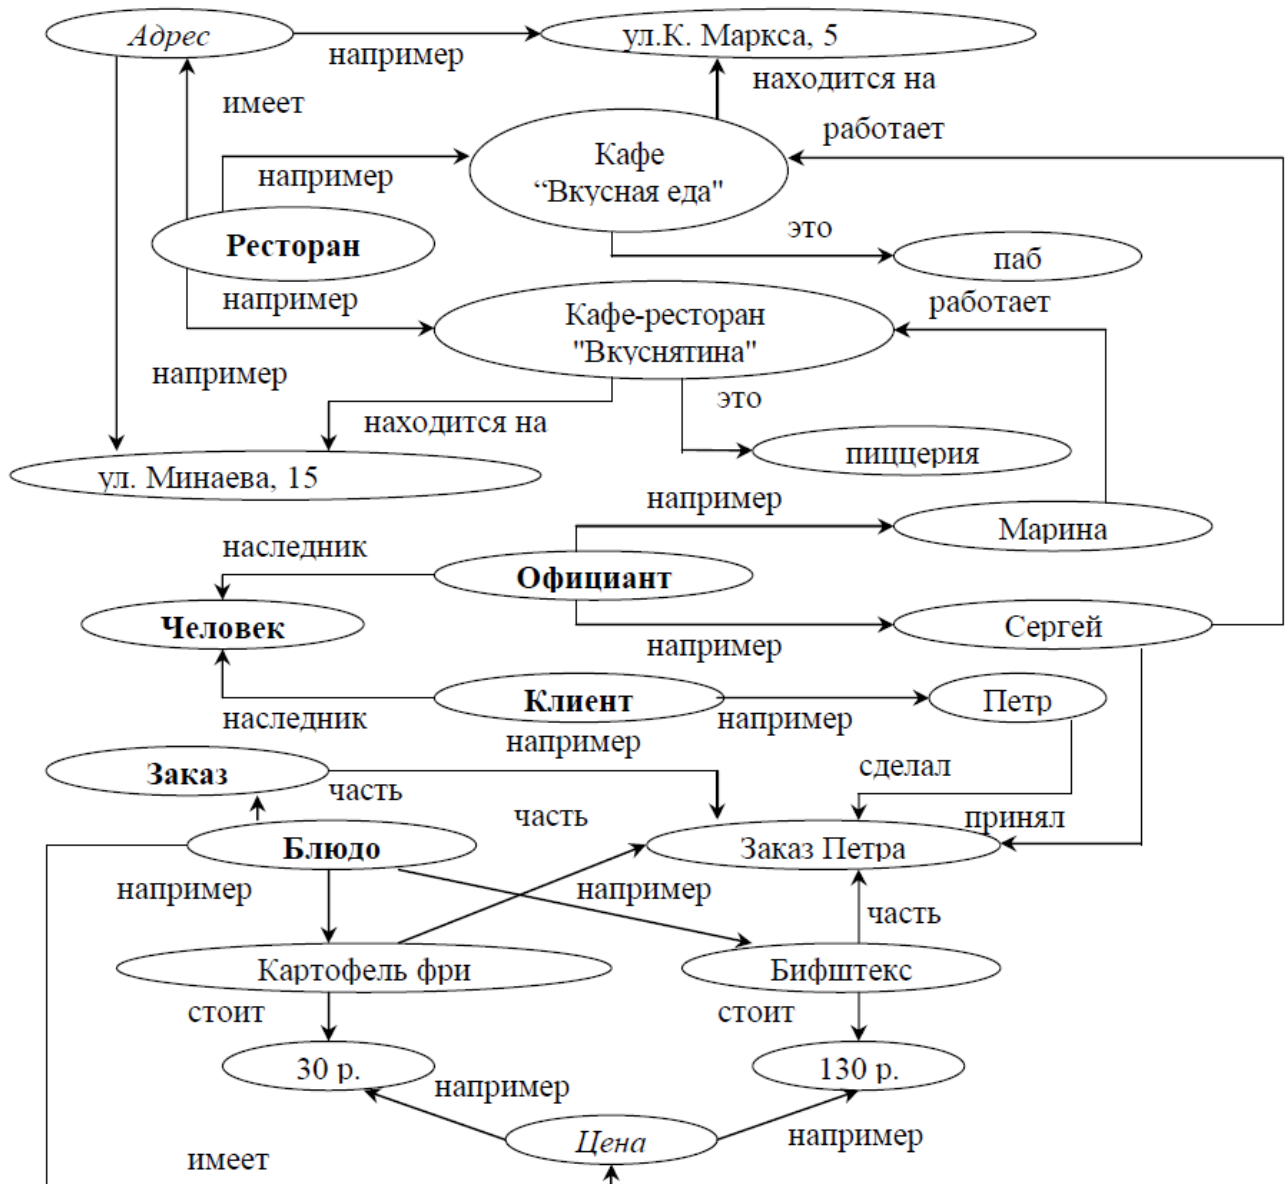 Адрес
ул.К. Маркса, 5
например
находится на
имеет
работает
Кафе
“Вкусная еда"
например
это
Ресторан
паб
например
работает
Кафе-ресторан
"Вкуснятина"
например
это
находится на
пиццерия
ул. Минаева, 15
например
Марина
наследник
Официант
Человек
Сергей
например
Клиент
Петр
наследник
например
например
Заказ
сделал
часть
часть
принял
Блюдо
Заказ Петра
например
например
часть
Картофель фри
Бифштекс
стоит
стоит
30 р.
130 р.
например
Цена
например
имеет